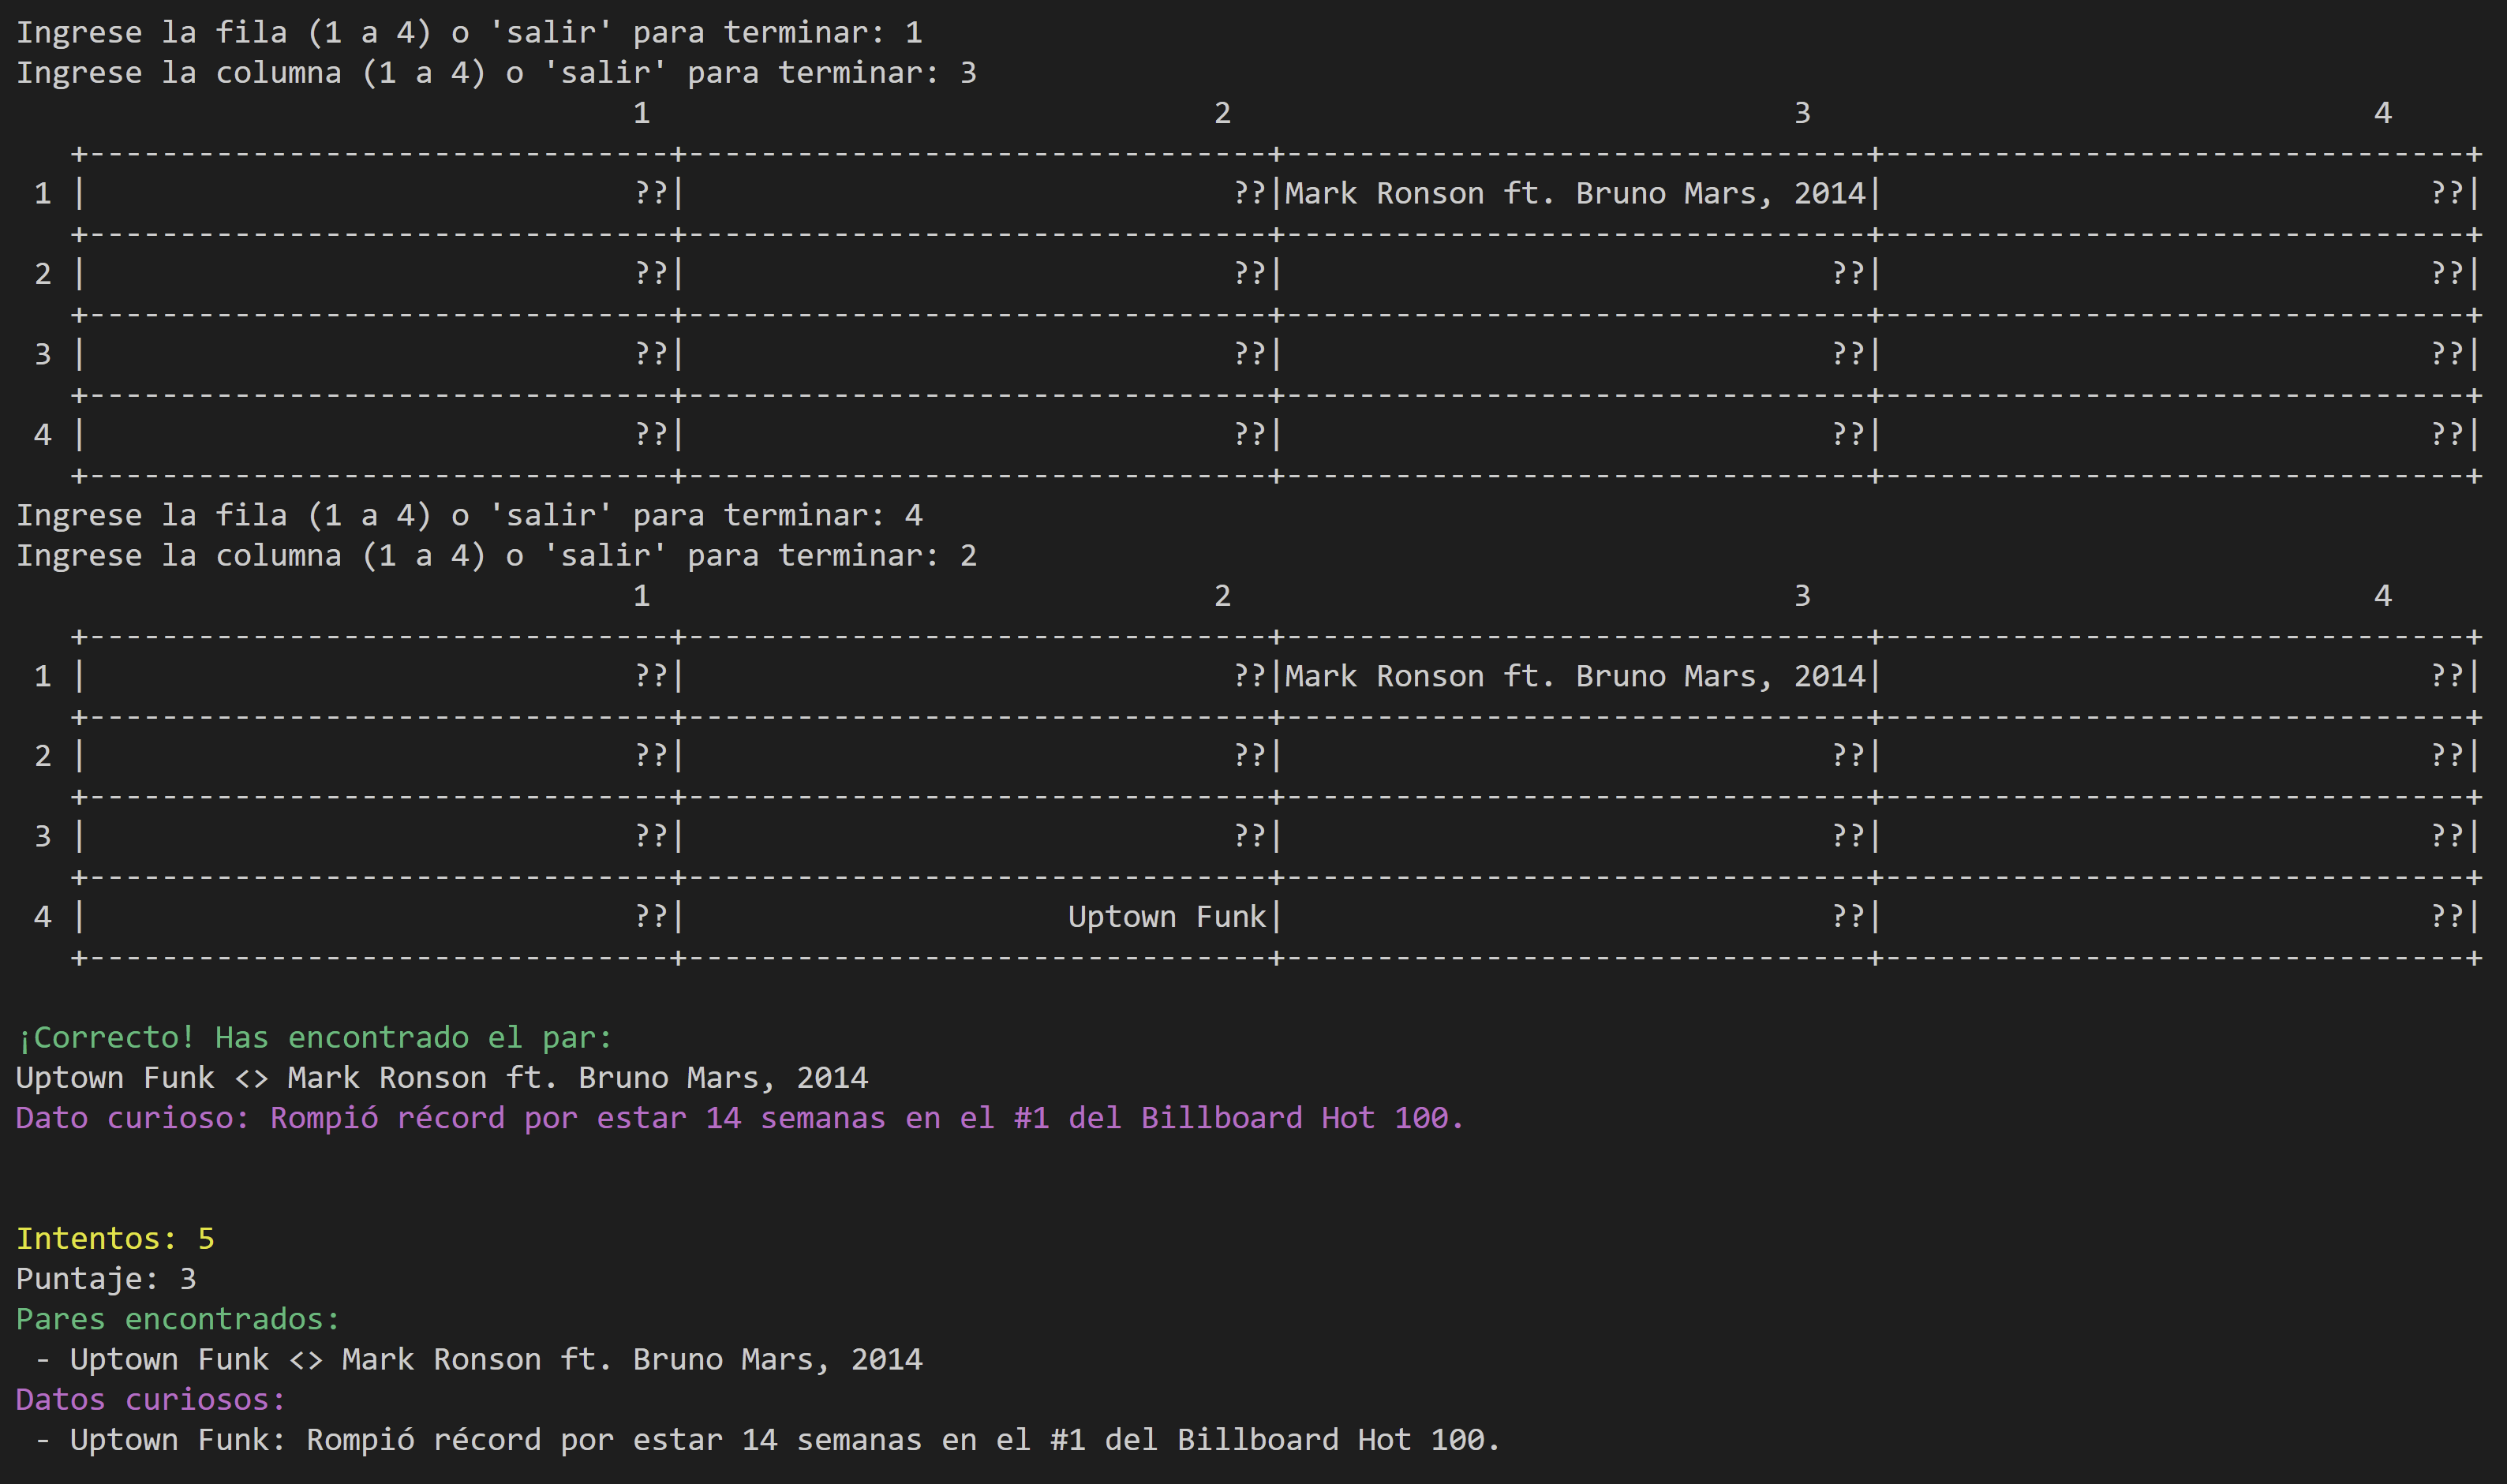 Ingrese la fila (1 a 4) o 'salir' para terminar: 1
Ingrese la columna (1 a 4) o 'salir' para terminar: 3
                                  1                               2                               3                               4
   +--------------------------------+--------------------------------+--------------------------------+--------------------------------+
 1 |                              ??|                              ??|Mark Ronson ft. Bruno Mars, 2014|                              ??|
   +--------------------------------+--------------------------------+--------------------------------+--------------------------------+
 2 |                              ??|                              ??|                              ??|                              ??|
   +--------------------------------+--------------------------------+--------------------------------+--------------------------------+
 3 |                              ??|                              ??|                              ??|                              ??|
   +--------------------------------+--------------------------------+--------------------------------+--------------------------------+
 4 |                              ??|                              ??|                              ??|                              ??|
   +--------------------------------+--------------------------------+--------------------------------+--------------------------------+
Ingrese la fila (1 a 4) o 'salir' para terminar: 4
Ingrese la columna (1 a 4) o 'salir' para terminar: 2
                                  1                               2                               3                               4
   +--------------------------------+--------------------------------+--------------------------------+--------------------------------+
 1 |                              ??|                              ??|Mark Ronson ft. Bruno Mars, 2014|                              ??|
   +--------------------------------+--------------------------------+--------------------------------+--------------------------------+
 2 |                              ??|                              ??|                              ??|                              ??|
   +--------------------------------+--------------------------------+--------------------------------+--------------------------------+
 3 |                              ??|                              ??|                              ??|                              ??|
   +--------------------------------+--------------------------------+--------------------------------+--------------------------------+
 4 |                              ??|                     Uptown Funk|                              ??|                              ??|
   +--------------------------------+--------------------------------+--------------------------------+--------------------------------+
¡Correcto! Has encontrado el par:
Uptown Funk <> Mark Ronson ft. Bruno Mars, 2014
Dato curioso: Rompió récord por estar 14 semanas en el #1 del Billboard Hot 100.
Intentos: 5
Puntaje: 3
Pares encontrados:
 - Uptown Funk <> Mark Ronson ft. Bruno Mars, 2014
Datos curiosos:
 - Uptown Funk: Rompió récord por estar 14 semanas en el #1 del Billboard Hot 100.